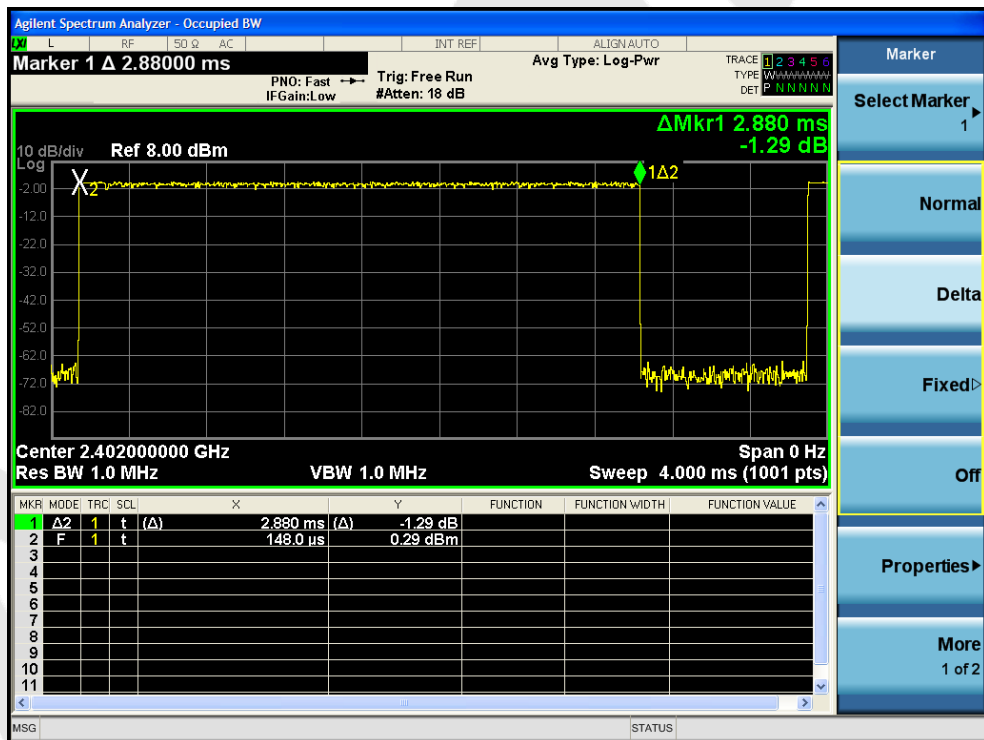 Agilent Spectrum Analyzer - Occupied BW
LXI L RF 50 Ω AC INT REF ALIGNAUTO
Marker 1 Δ 2.88000 ms
PNO: Fast
IFGain:Low
Trig: Free Run
#Atten: 18 dB
Avg Type: Log-Pwr
TRACE 1 2 3 4 5 6
TYPE W
DET P N N N N N
ΔMkr1 2.880 ms
-1.29 dB
10 dB/div Ref 8.00 dBm
Log
X2
1Δ2
-2.00
-12.0
-22.0
-32.0
-42.0
-52.0
-62.0
-72.0
-82.0
Center 2.402000000 GHz Span 0 Hz
Res BW 1.0 MHz VBW 1.0 MHz Sweep 4.000 ms (1001 pts)
MKR MODE TRC SCL X Y FUNCTION FUNCTION WIDTH FUNCTION VALUE
1 Δ2 1 t (Δ) 2.880 ms (Δ) -1.29 dB
2 F 1 t 148.0 µs 0.29 dBm
3
4
5
6
7
8
9
10
11
MSG STATUS
Marker
Select Marker
1
Normal
Delta
Fixed
Off
Properties
More
1 of 2